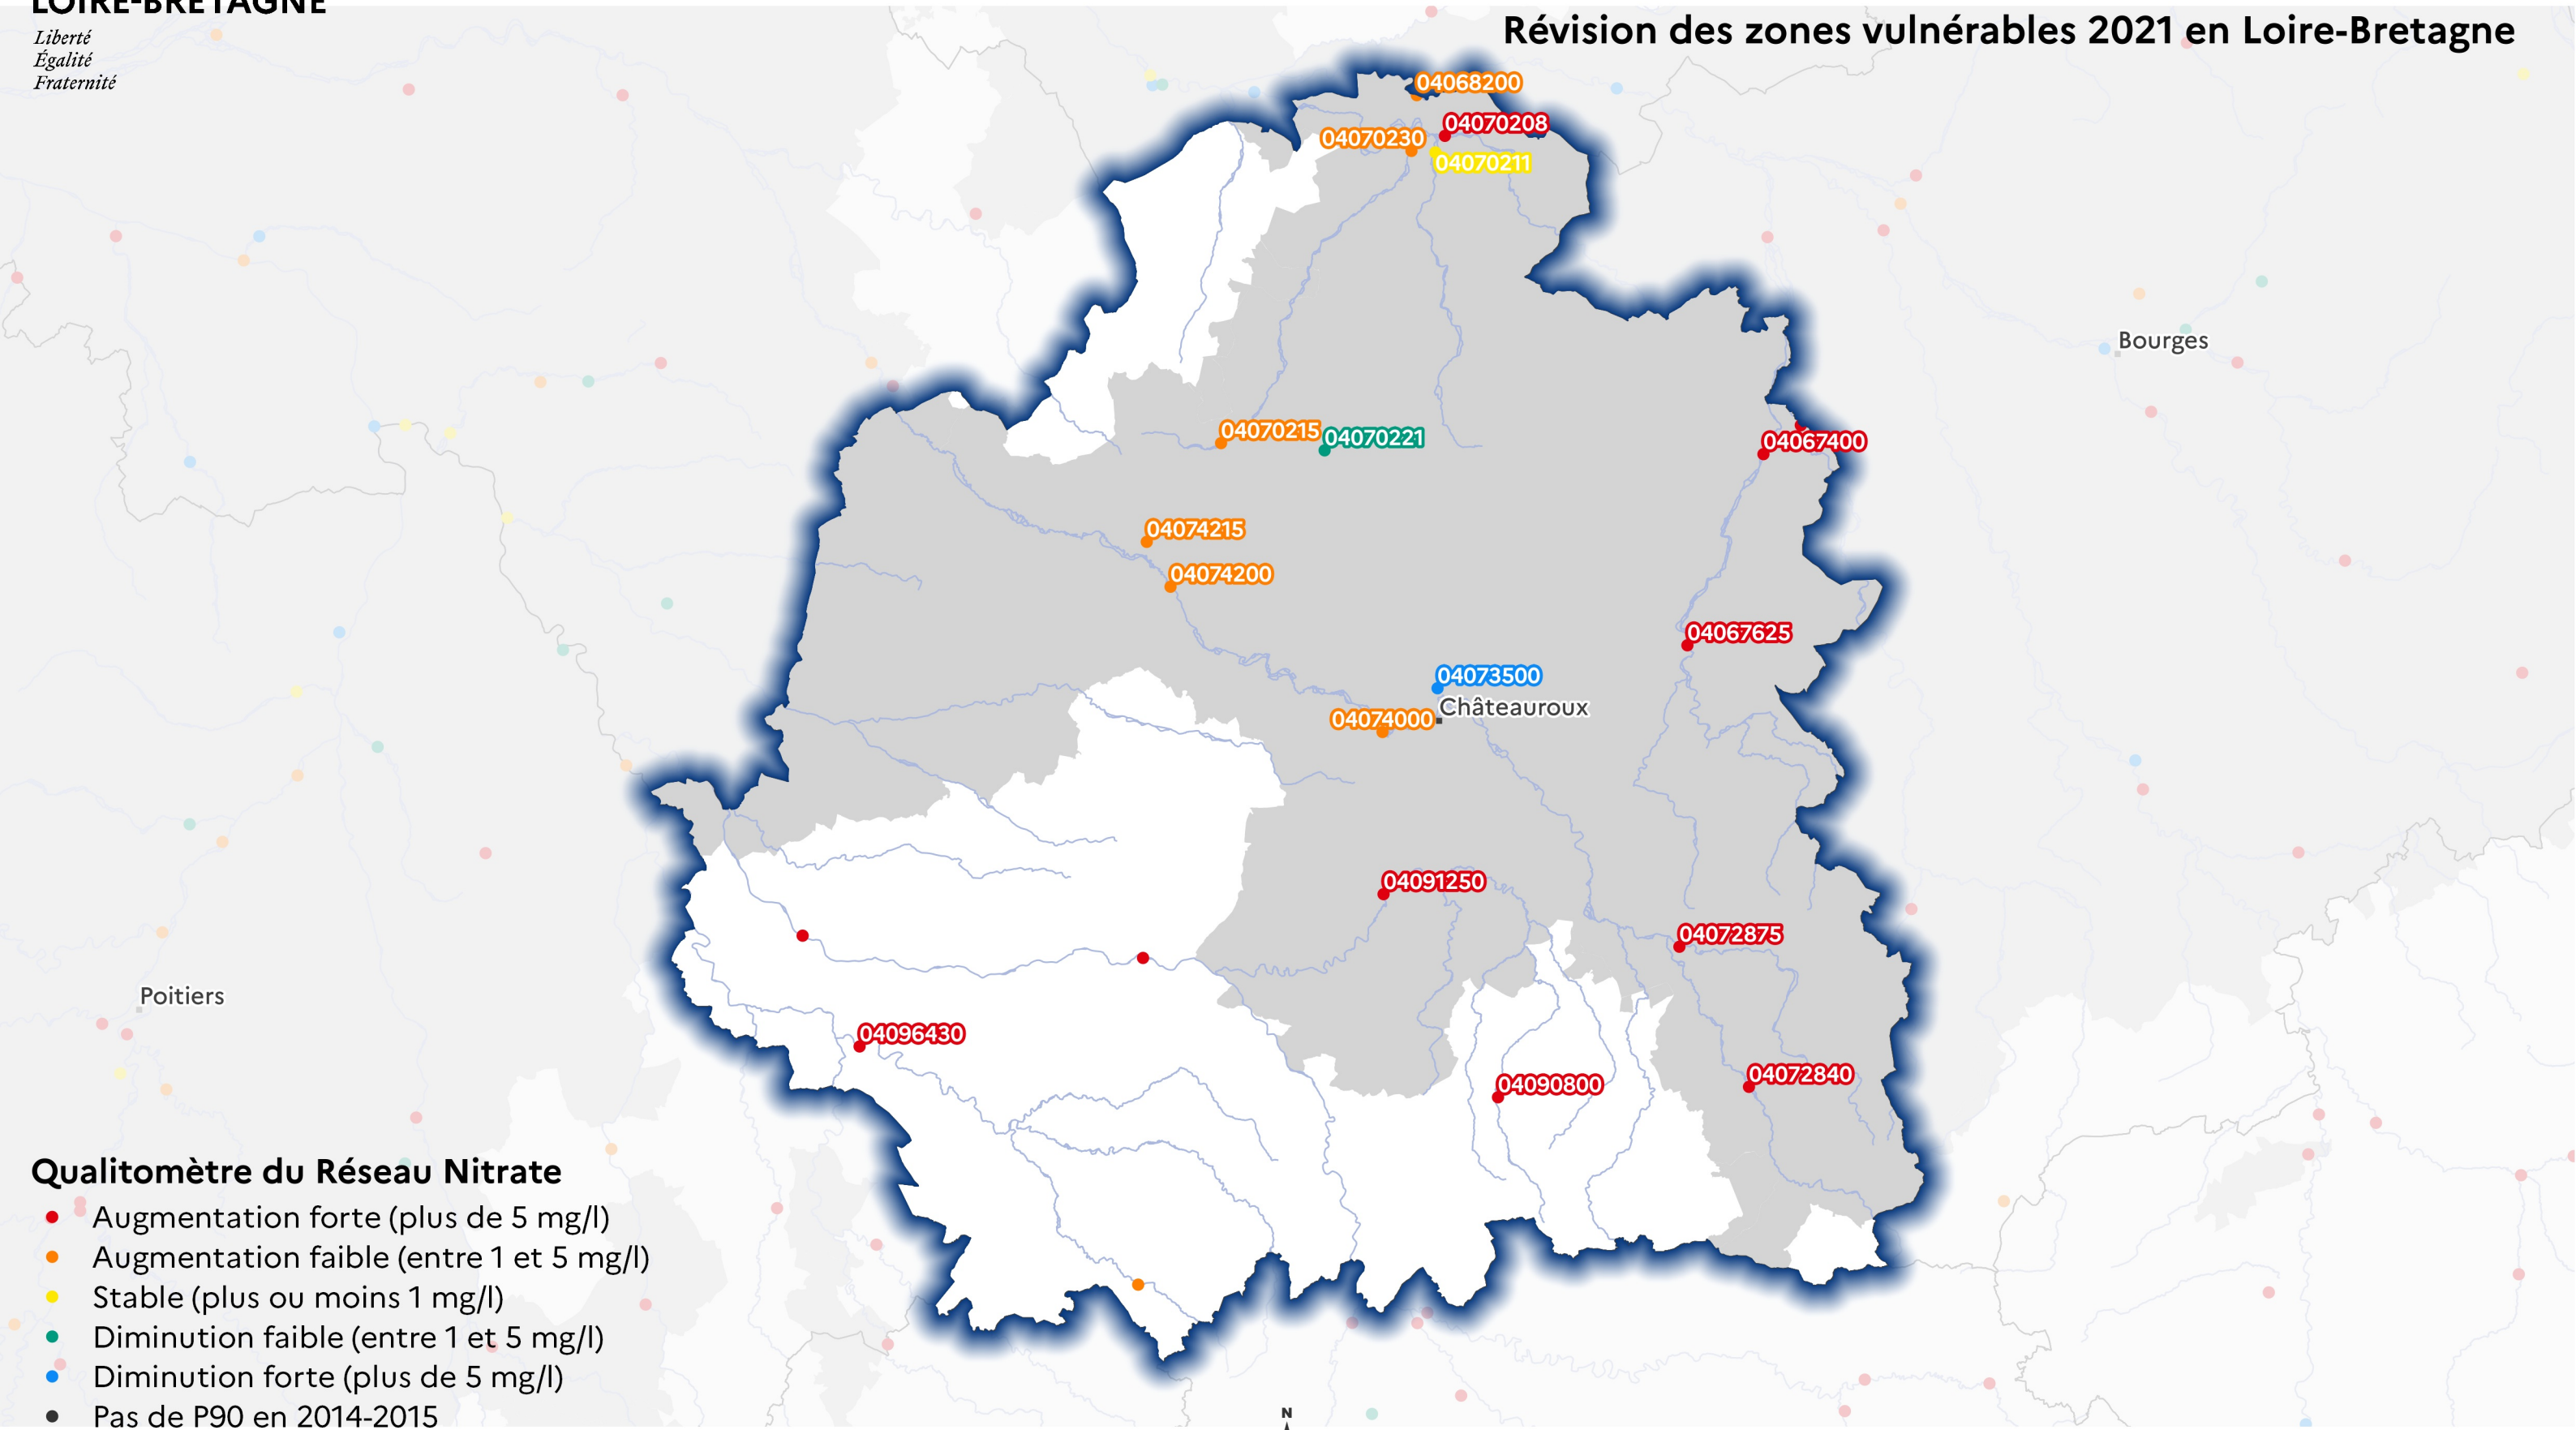 LOIRE-BRETAGNE
Liberté
Égalité
Fraternité
Révision des zones vulnérables 2021 en Loire-Bretagne
04068200
04070208
04070230
04070211
Bourges
04070215
04070221
04067400
04074215
04074200
04067625
04073500
Châteauroux
04074000
04091250
04072875
Poitiers
04096430
04090800
04072840
Qualitomètre du Réseau Nitrate
Augmentation forte (plus de 5 mg/l)
Augmentation faible (entre 1 et 5 mg/l)
Stable (plus ou moins 1 mg/l)
Diminution faible (entre 1 et 5 mg/l)
Diminution forte (plus de 5 mg/l)
Pas de P90 en 2014-2015
N